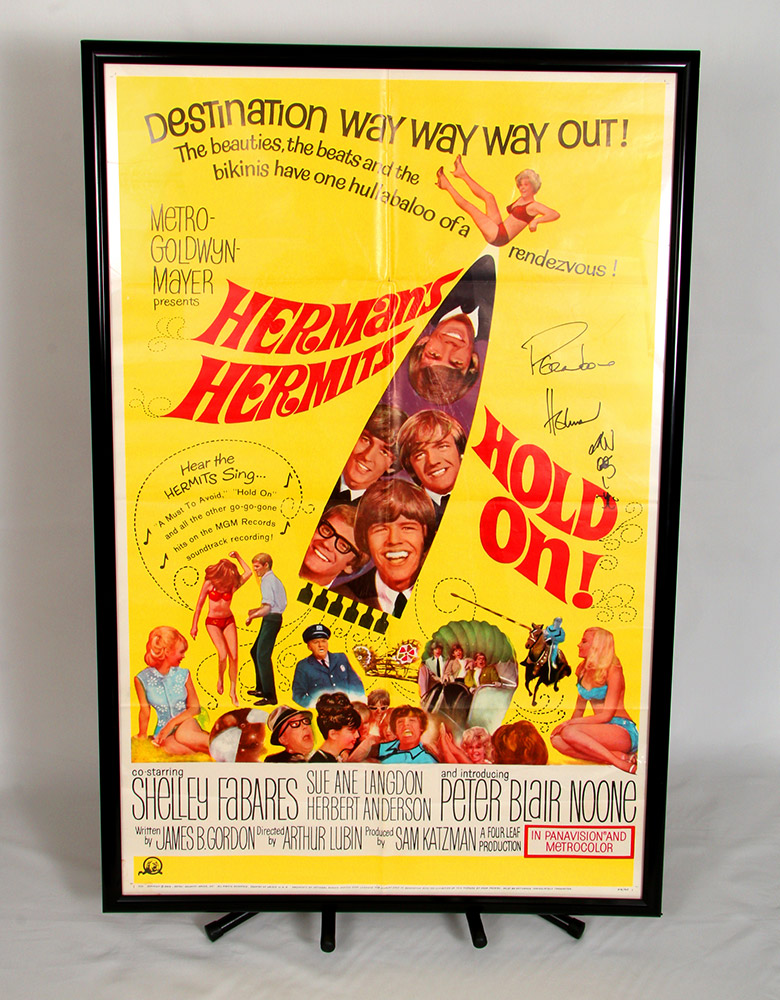 DESTINATION WAY WAY WAY OUT!
The beauties, the beats and the
bikinis have one hullabaloo of a
rendezvous!
METRO-
GOLDWYN-
MAYER
presents
HERMAN'S
HERMITS
HOLD
ON!
Hear the
HERMITS Sing...
"A Must To Avoid," "Hold On"
and all the other go-go-gone
hits on the MGM Records
soundtrack recording!
co-starring
SHELLEY FABARES
SUE ANE LANGDON
HERBERT ANDERSON
and introducing
PETER BLAIR NOONE
Written by JAMES B. GORDON Directed by ARTHUR LUBIN Produced by SAM KATZMAN A FOUR LEAF PRODUCTION
IN PANAVISION® AND
METROCOLOR